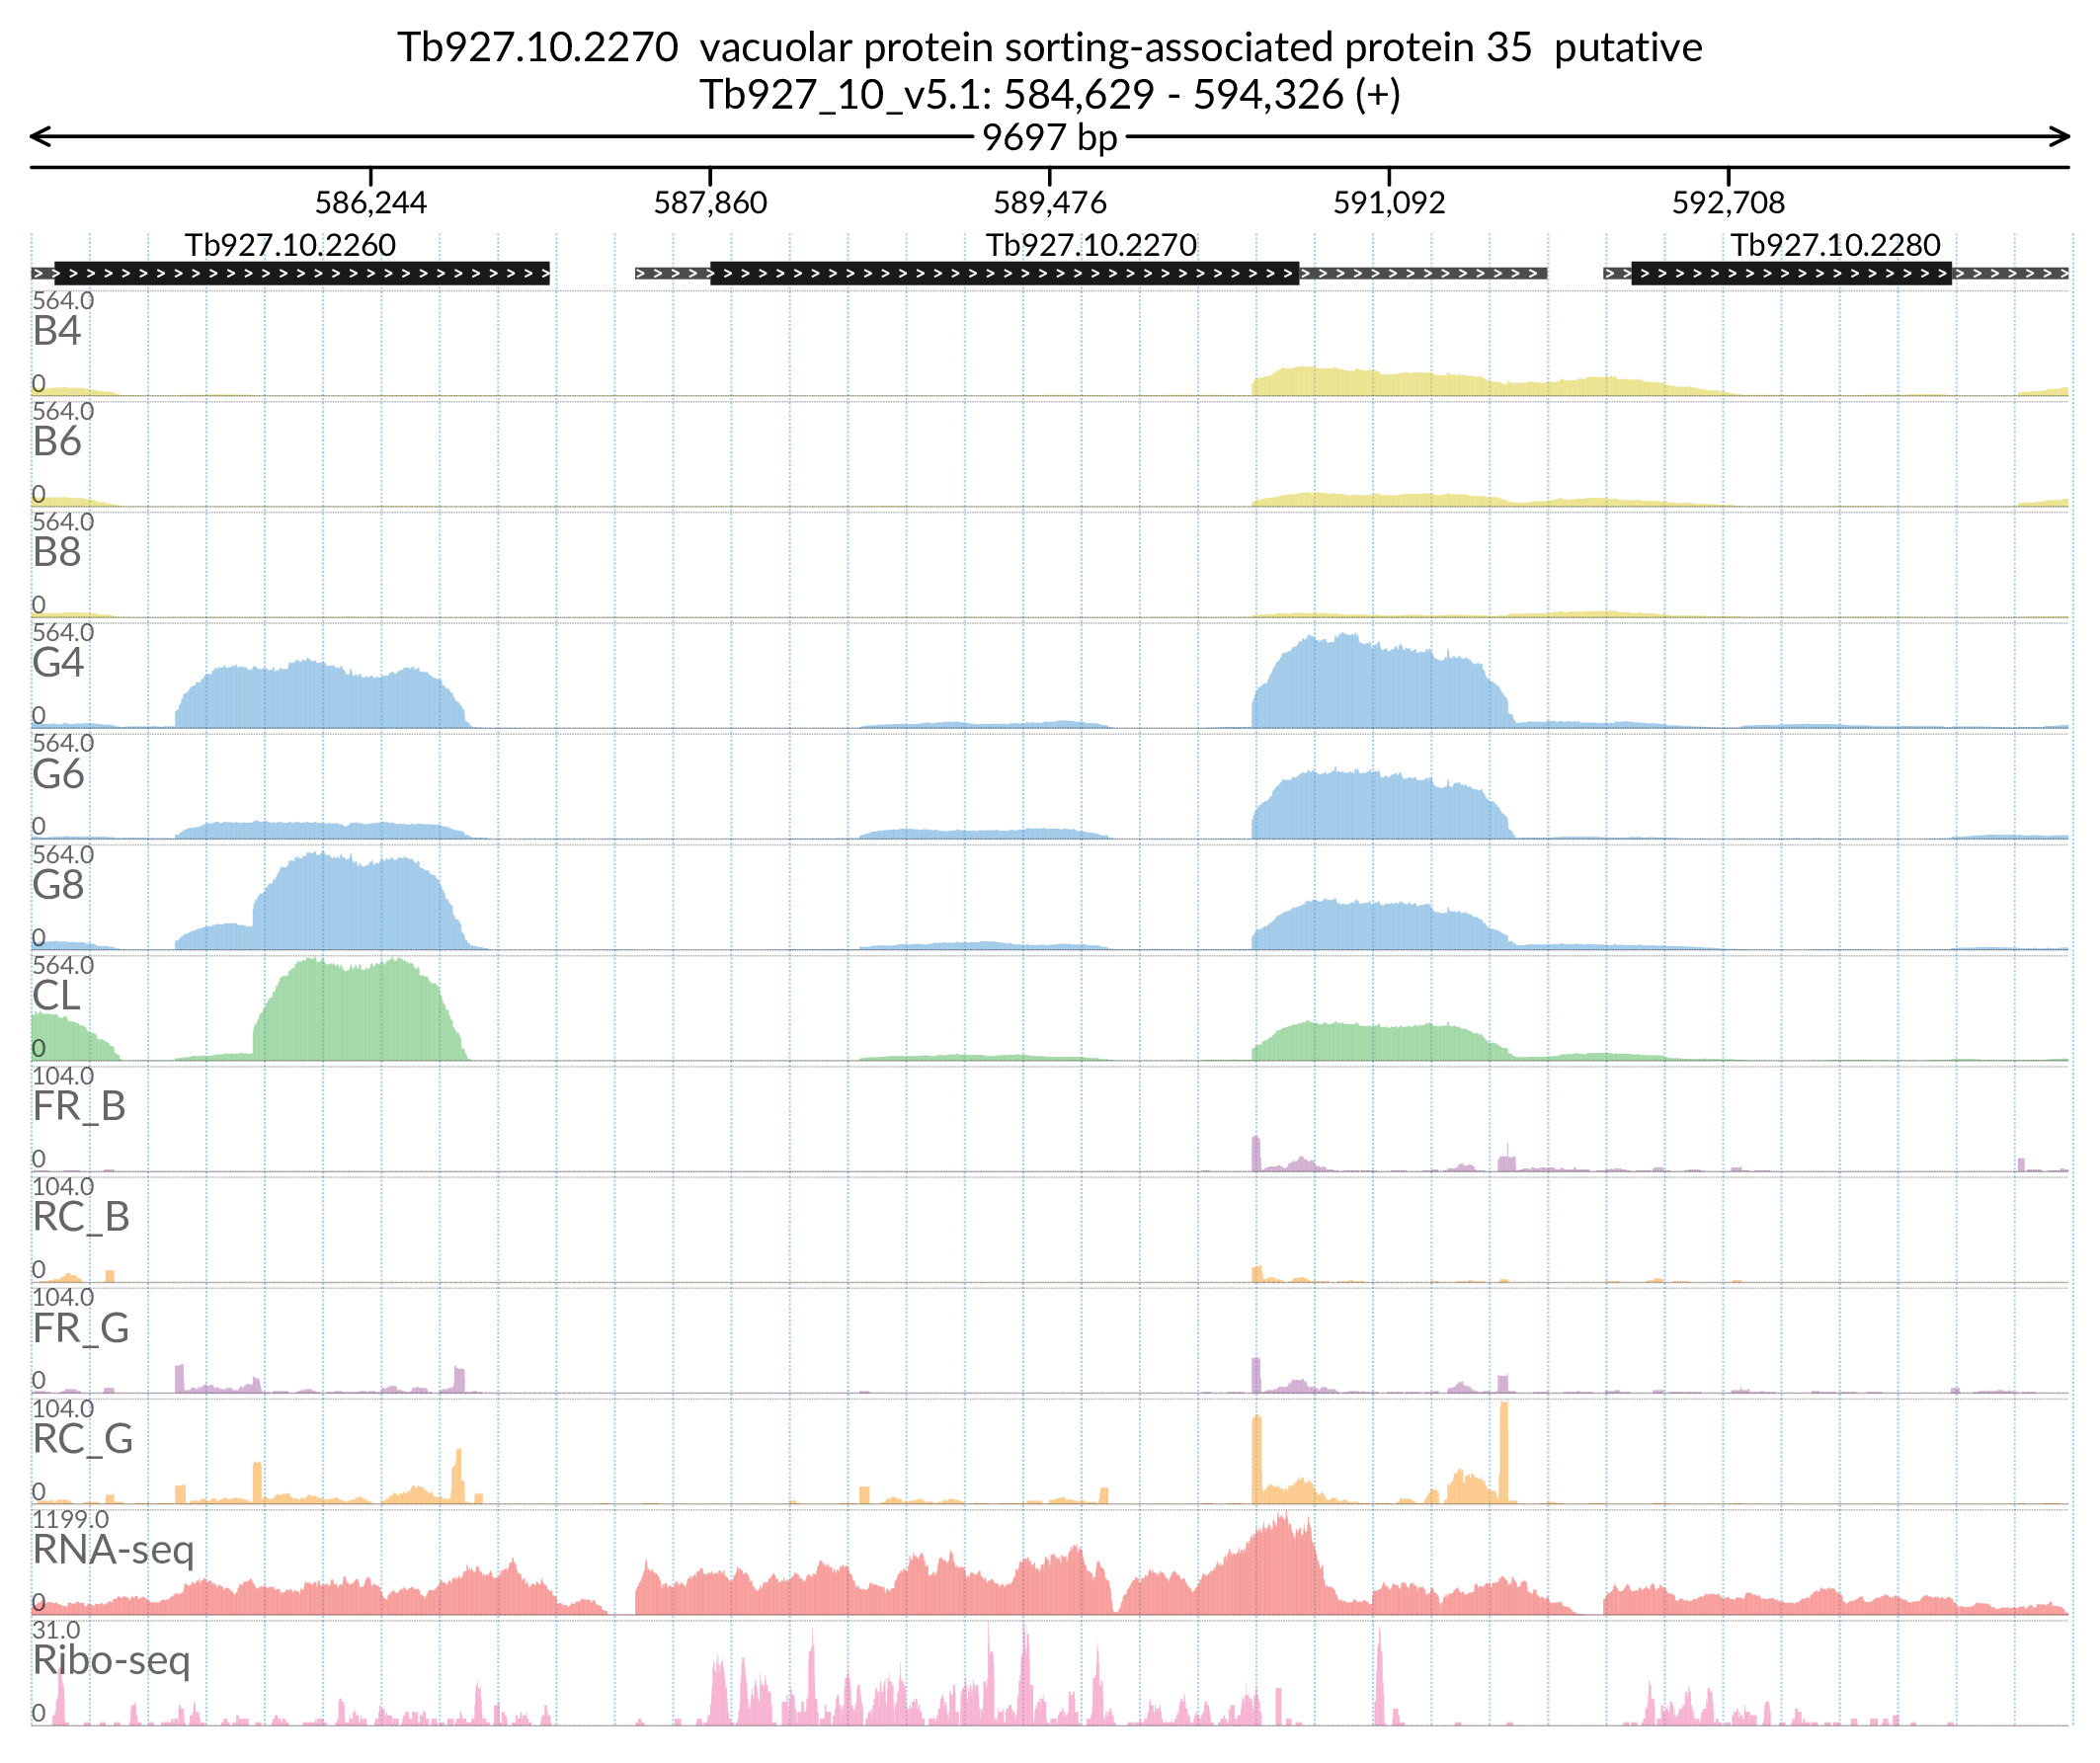 Tb927.10.2270 vacuolar protein sorting-associated protein 35 putative
Tb927_10_v5.1: 584,629 - 594,326 (+)
9697 bp
586,244 587,860 589,476 591,092 592,708
Tb927.10.2260 Tb927.10.2270 Tb927.10.2280
564.0
B4
0
564.0
B6
0
564.0
B8
0
564.0
G4
0
564.0
G6
0
564.0
G8
0
564.0
CL
0
104.0
FR_B
0
104.0
RC_B
0
104.0
FR_G
0
104.0
RC_G
0
1199.0
RNA-seq
0
31.0
Ribo-seq
0